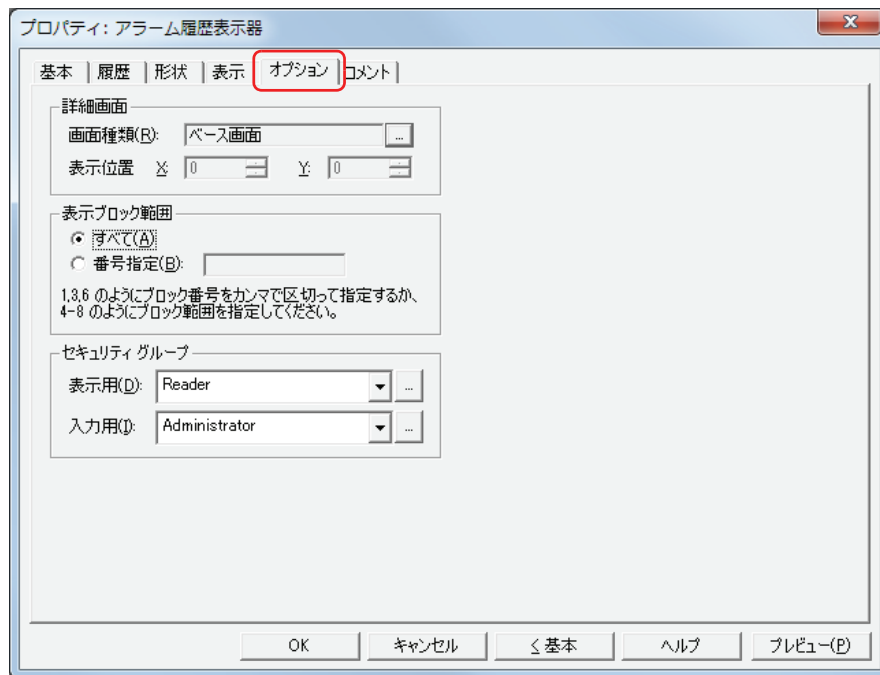 プロパティ：アラーム履歴表示器
基本 履歴 形状 表示 オプション コメント
詳細画面
画面種類(R): ベース画面 ...
表示位置 X: 0 Y: 0
表示ブロック範囲
すべて(A)
番号指定(B):
1,3,6 のようにブロック番号をカンマで区切って指定するか、
4-8 のようにブロック範囲を指定してください。
セキュリティ グループ
表示用(D): Reader ...
入力用(I): Administrator ...
OK キャンセル < 基本 ヘルプ プレビュー(P)